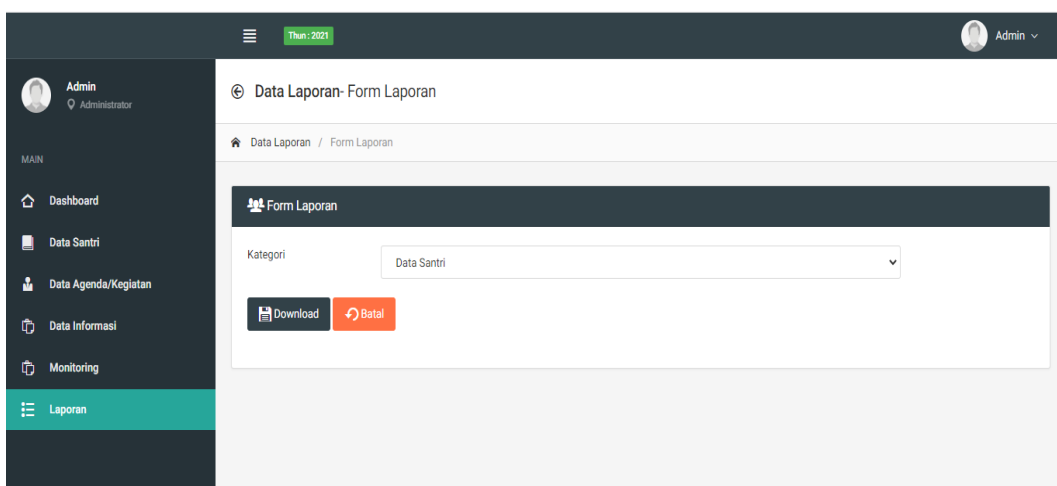 Thun : 2021
Admin
Admin
Administrator
MAIN
Dashboard
Data Santri
Data Agenda/Kegiatan
Data Informasi
Monitoring
Laporan
Data Laporan- Form Laporan
Data Laporan / Form Laporan
Form Laporan
Kategori
Data Santri
Download Batal